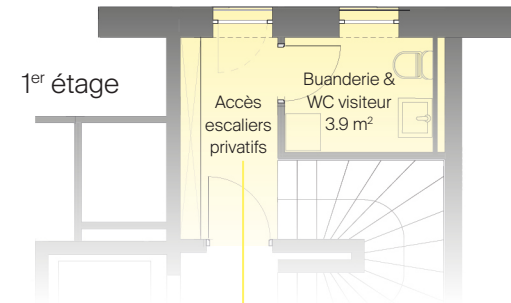 1er étage
Accès
escaliers
privatifs
Buanderie &
WC visiteur
3.9 m²